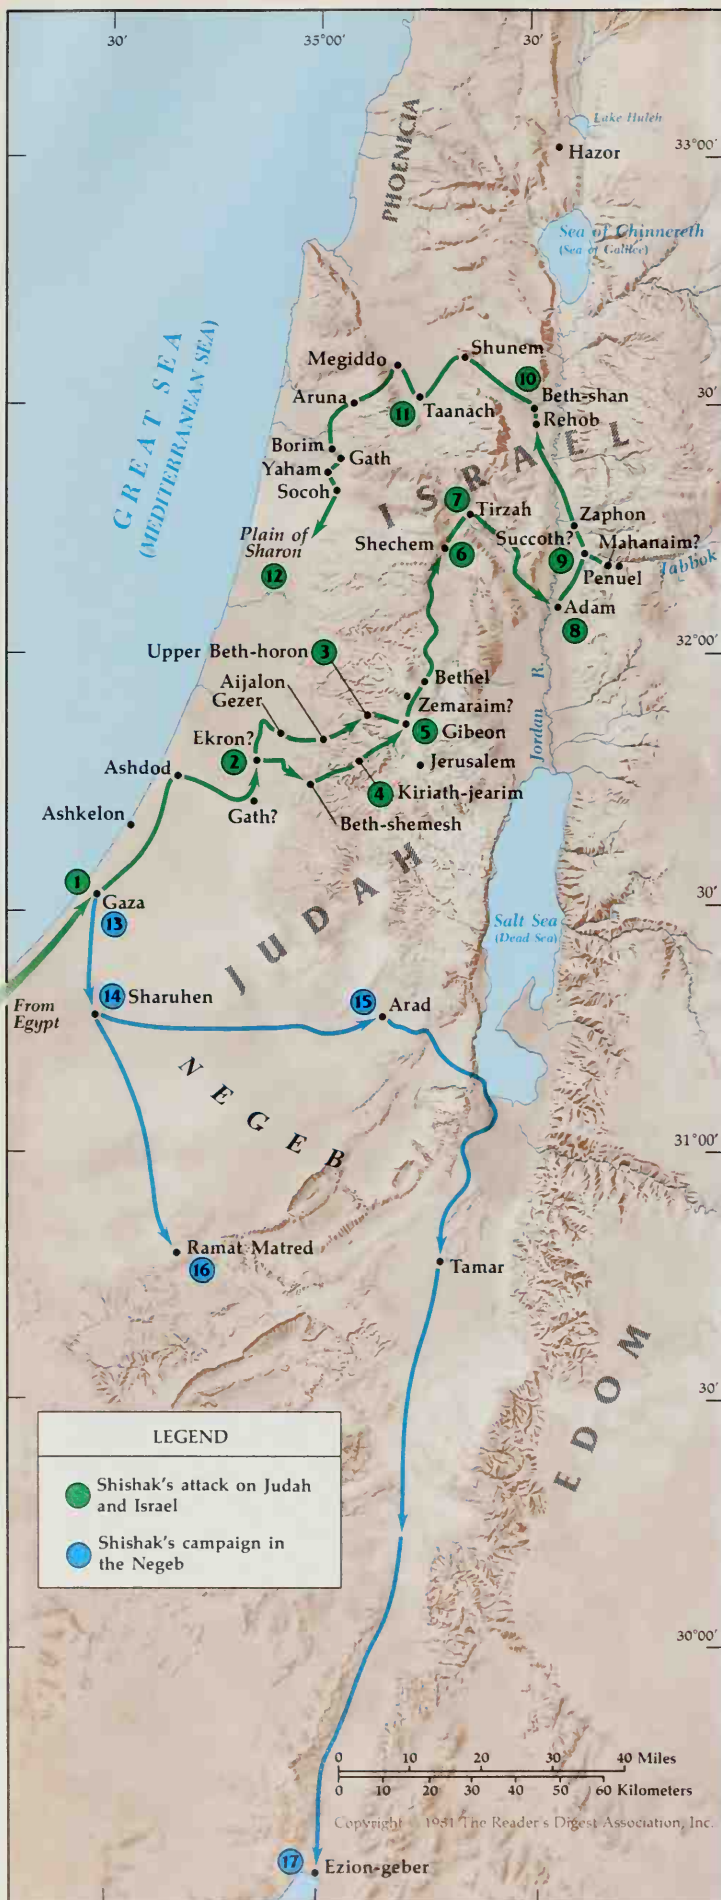 30'
35°00'
30'
Lake Huleh
Hazor
33°00'
PHOENICIA
Sea of Chinnereth
(Sea of Galilee)
GREAT SEA
(MEDITERRANEAN SEA)
Megiddo
Shunem
10
Beth-shan
Rehob
30'
Aruna
11
Taanach
Borim
Gath
Yaham
Socoh
ISRAEL
7
Tirzah
Zaphon
Plain of
Sharon
12
Shechem
6
Succoth?
9
Mahanaim?
Penuel
Jabbok
Adam
8
32°00'
Upper Beth-horon
3
Aijalon
Gezer
Bethel
Zemaraim?
Jordan R.
Ekron?
2
5
Gibeon
Ashdod
Jerusalem
4
Kiriath-jearim
Ashkelon
Gath?
Beth-shemesh
1
Gaza
13
JUDAH
30'
Salt Sea
(Dead Sea)
From
Egypt
14
Sharuhen
15
Arad
NEGEB
31°00'
Ramat Matred
16
Tamar
EDOM
30'
LEGEND
Shishak's attack on Judah
and Israel
Shishak's campaign in
the Negeb
30°00'
0 10 20 30 40 Miles
0 10 20 30 40 50 60 Kilometers
Copyright 1981 The Reader's Digest Association, Inc.
17
Ezion-geber